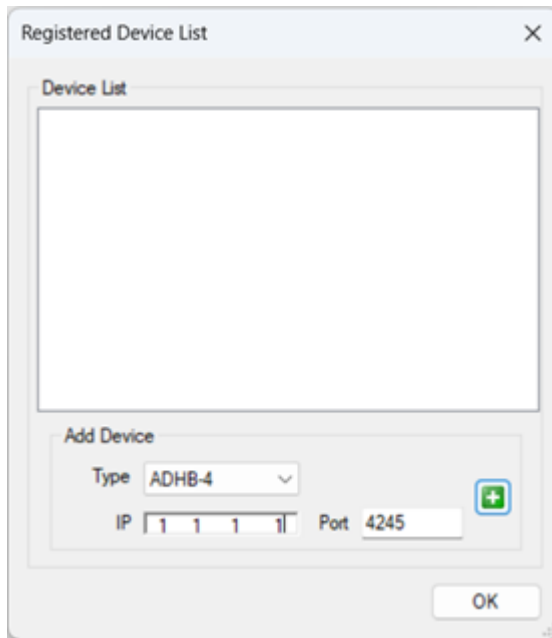 Registered Device List
Device List
Add Device
Type ADHB-4
IP 1 1 1 1 Port 4245
OK